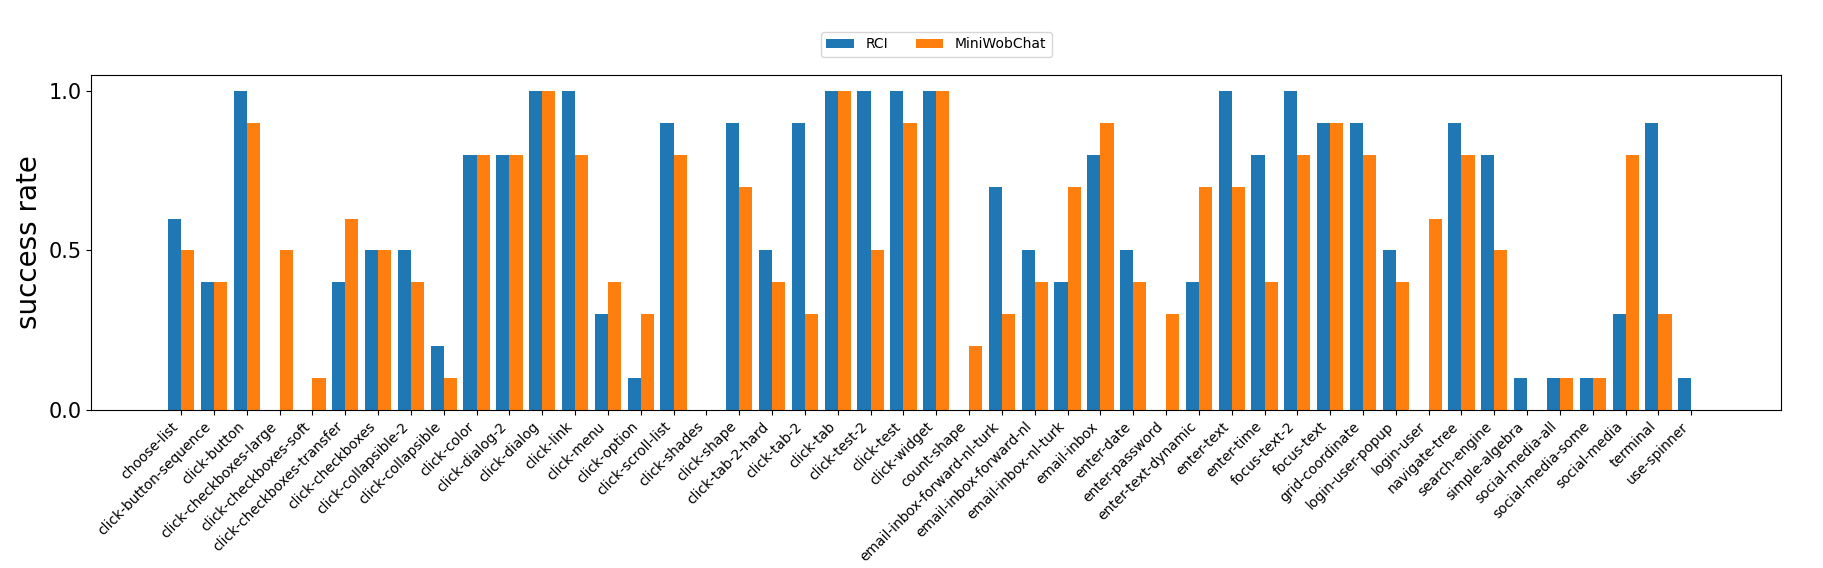 RCI
MiniWobChat
success rate
1.0
0.5
0.0
choose-list
click-button-sequence
click-button
click-checkboxes-large
click-checkboxes-soft
click-checkboxes-transfer
click-checkboxes
click-collapsible-2
click-collapsible
click-color
click-dialog-2
click-dialog
click-link
click-menu
click-option
click-scroll-list
click-shades
click-shape
click-tab-2-hard
click-tab-2
click-tab
click-test-2
click-test
click-widget
count-shape
email-inbox-forward-nl-turk
email-inbox-forward-nl
email-inbox-nl-turk
email-inbox
enter-date
enter-password
enter-text-dynamic
enter-text
enter-time
focus-text-2
focus-text
grid-coordinate
login-user-popup
login-user
navigate-tree
search-engine
simple-algebra
social-media-all
social-media-some
social-media
terminal
use-spinner